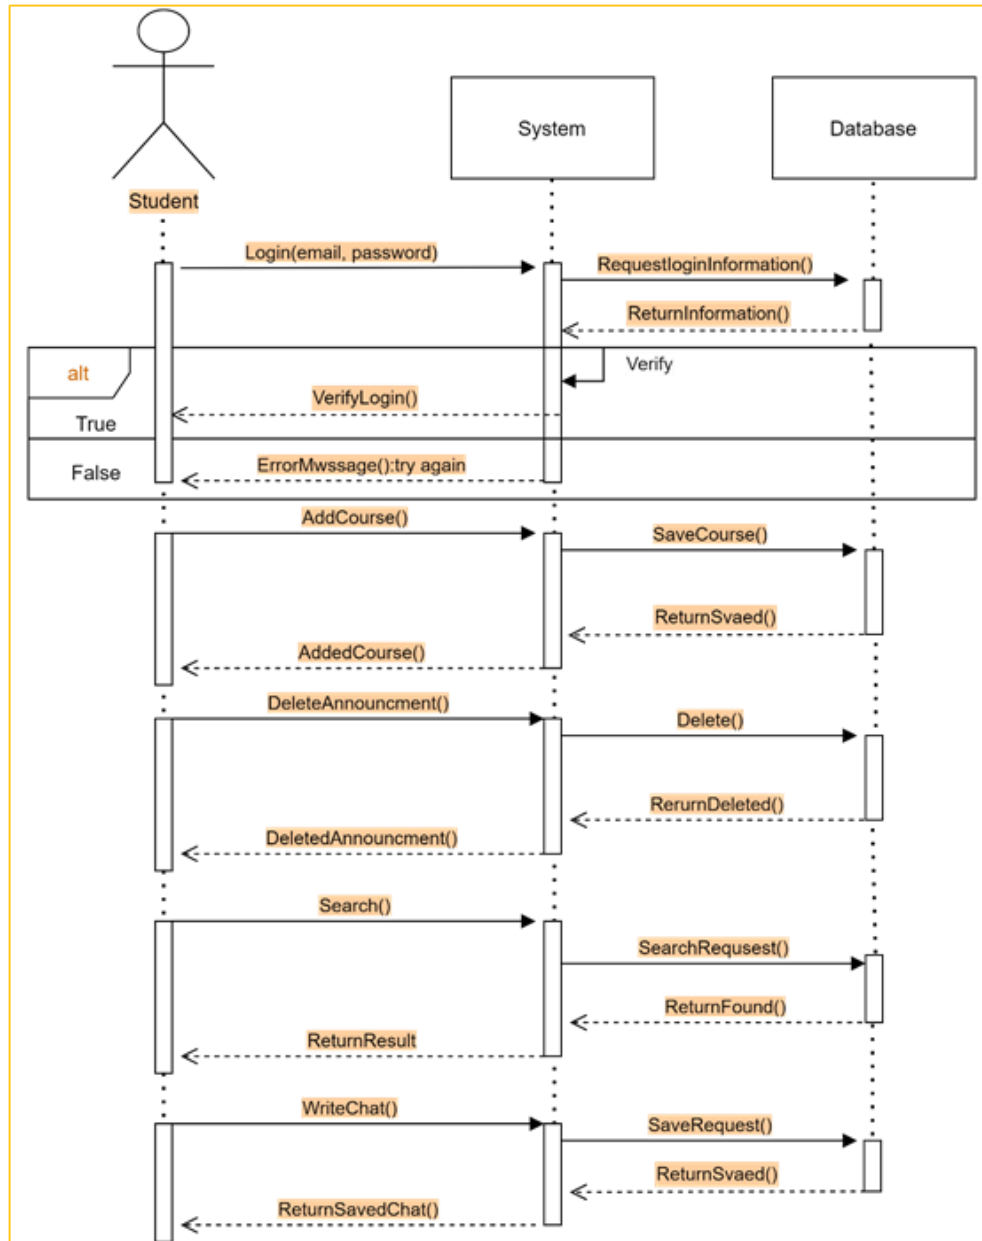 System
Database
Student
Login(email, password)
RequestloginInformation()
ReturnInformation()
alt
Verify
VerifyLogin()
True
ErrorMwssage():try again
False
AddCourse()
SaveCourse()
ReturnSvaed()
AddedCourse()
DeleteAnnouncment()
Delete()
RerurnDeleted()
DeletedAnnouncment()
Search()
SearchRequsest()
ReturnFound()
ReturnResult
WriteChat()
SaveRequest()
ReturnSvaed()
ReturnSavedChat()